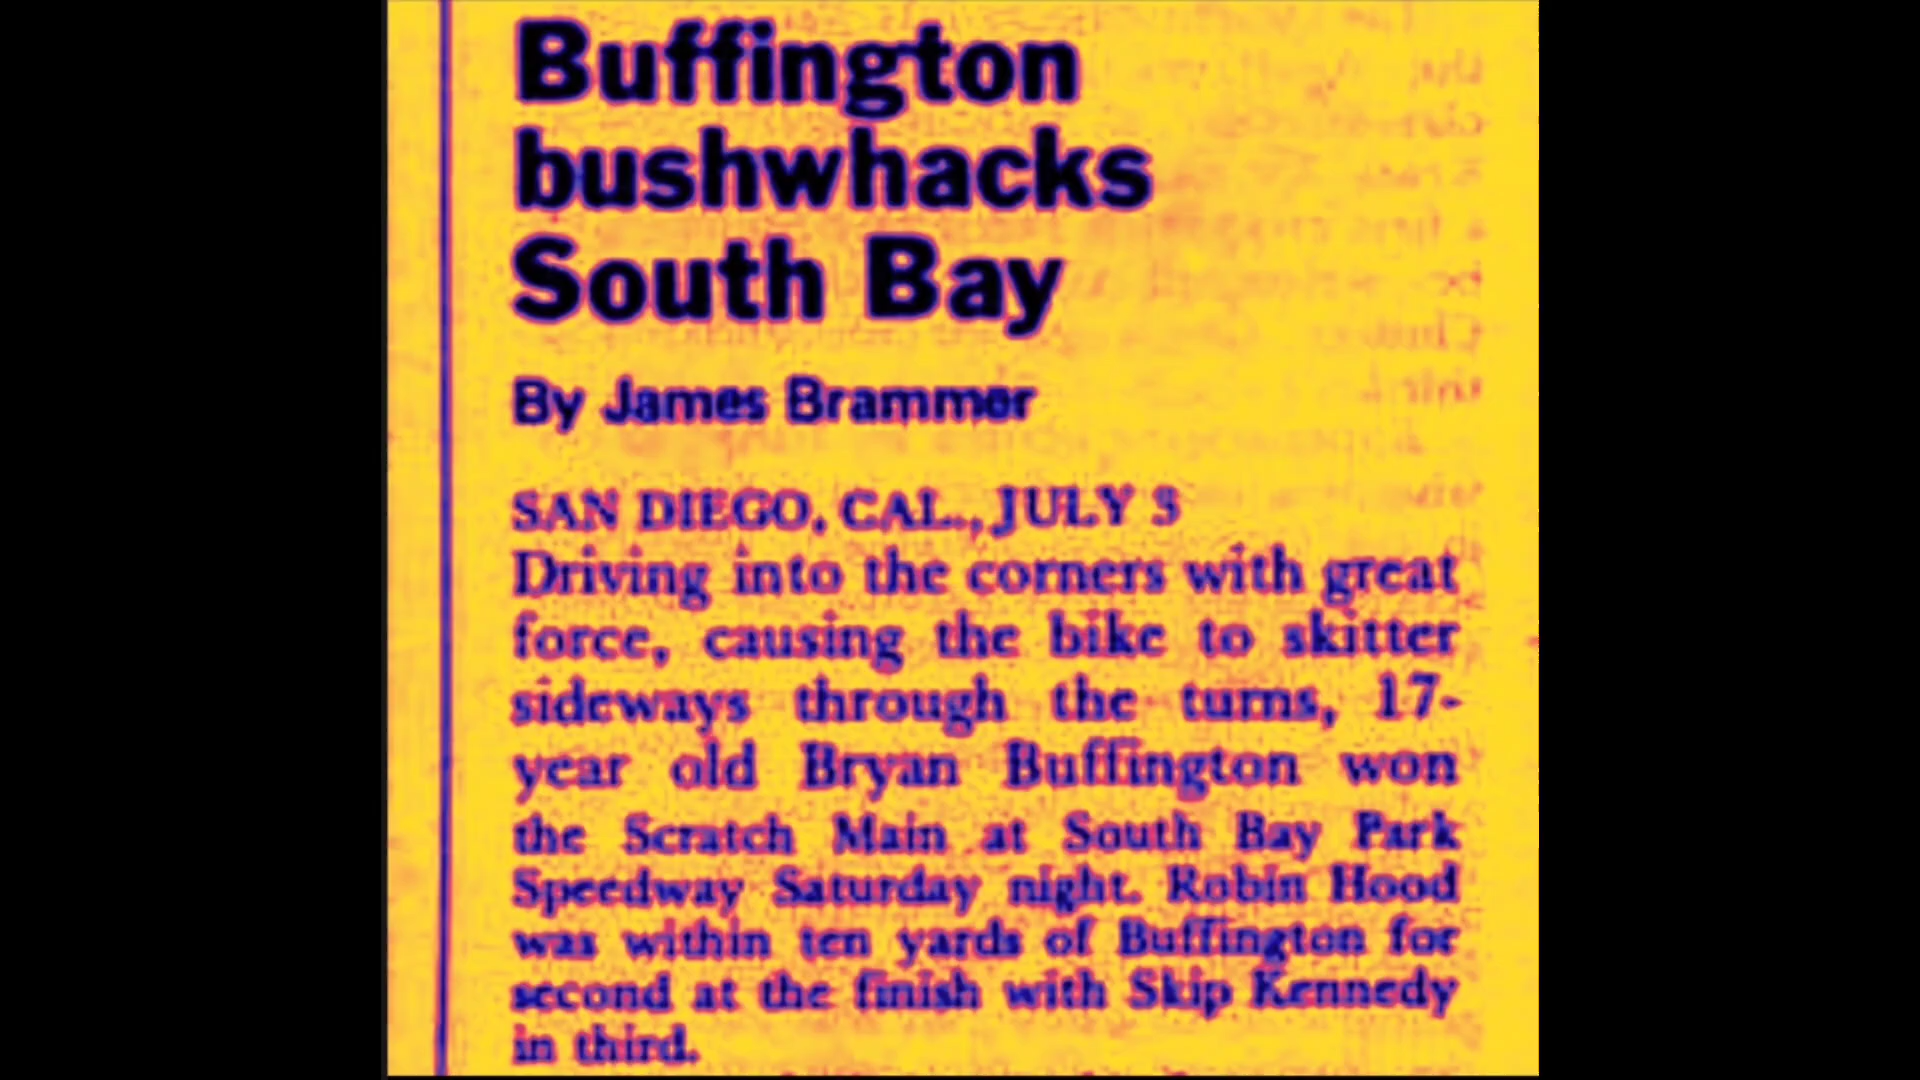 Buffington
bushwhacks
South Bay
By James Brammer
SAN DIEGO, CAL., JULY 3
Driving into the corners with great
force, causing the bike to skitter
sideways through the turns, 17-
year old Bryan Buffington won
the Scratch Main at South Bay Park
Speedway Saturday night. Robin Hood
was within ten yards of Buffington for
second at the finish with Skip Kennedy
in third.